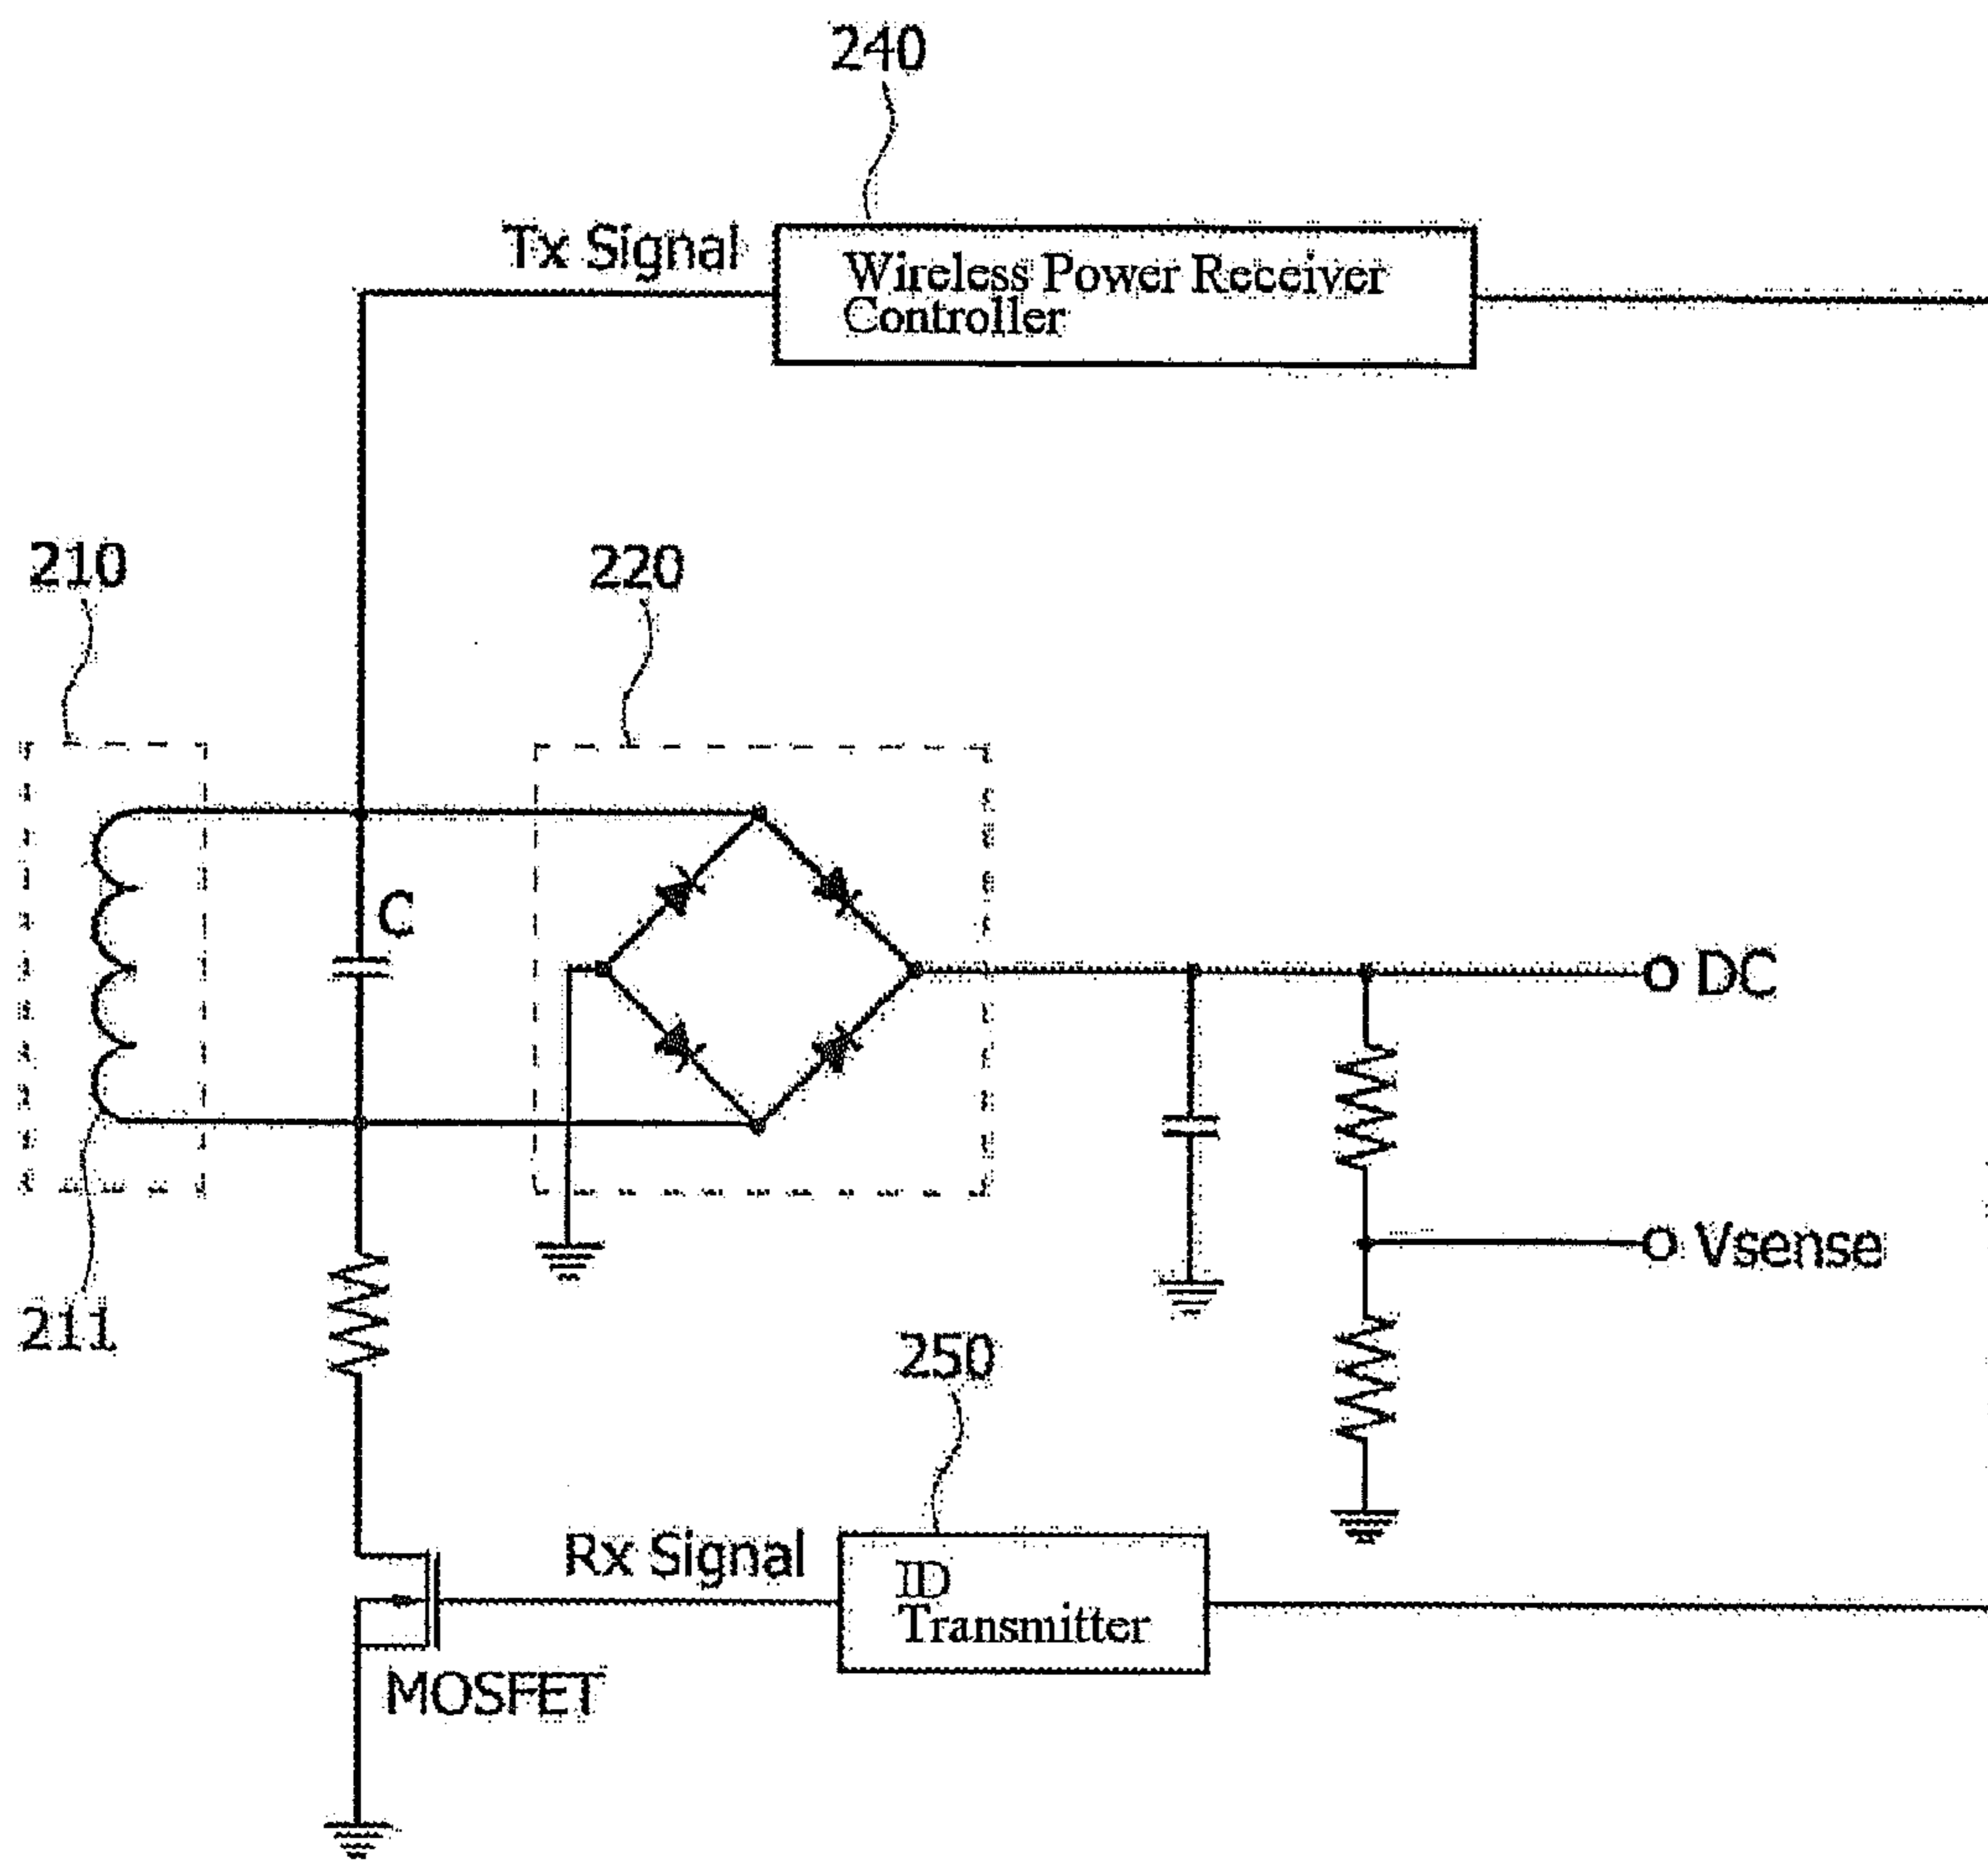 240
Tx Signal
Wireless Power Receiver
Controller
210
220
C
DC
Vsense
211
250
Rx Signal
ID
Transmitter
MOSFET